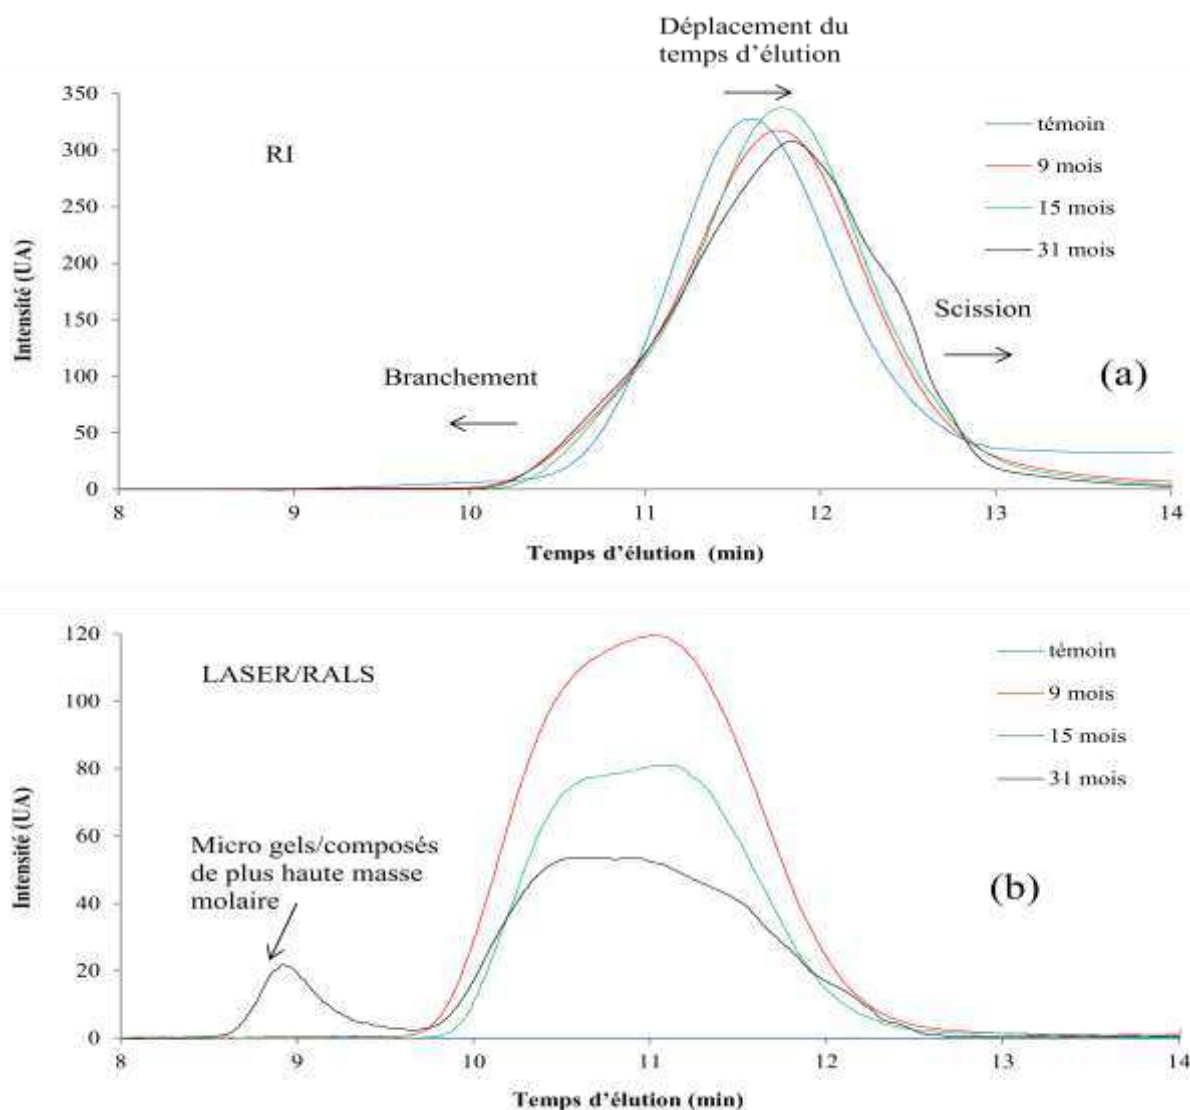 Déplacement du
temps d’élution
350
300
250
200
150
100
50
0
Intensité (UA)
RI
témoin
9 mois
15 mois
31 mois
Branchement
Scission
(a)
8 9 10 11 12 13 14
Temps d’élution (min)
120
100
80
60
40
20
0
Intensité (UA)
LASER/RALS
témoin
9 mois
15 mois
31 mois
Micro gels/composés
de plus haute masse
molaire
(b)
8 9 10 11 12 13 14
Temps d’élution (min)